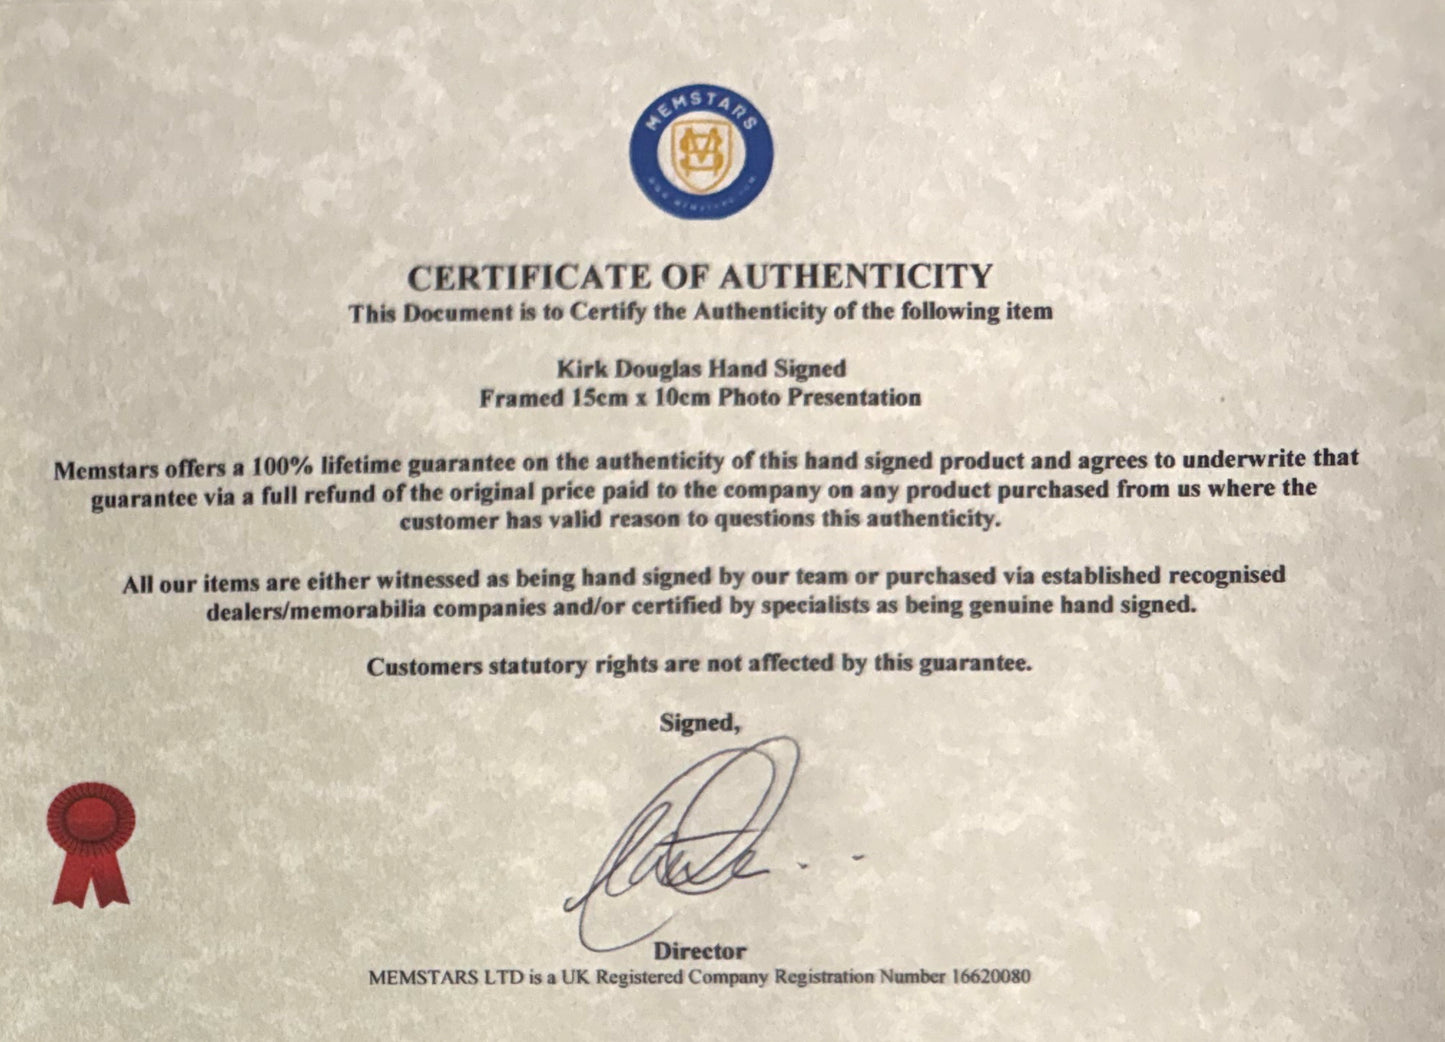 MEMSTARS
CERTIFICATE OF AUTHENTICITY
This Document is to Certify the Authenticity of the following item
Kirk Douglas Hand Signed
Framed 15cm x 10cm Photo Presentation
Memstars offers a 100% lifetime guarantee on the authenticity of this hand signed product and agrees to underwrite that
guarantee via a full refund of the original price paid to the company on any product purchased from us where the
customer has valid reason to questions this authenticity.
All our items are either witnessed as being hand signed by our team or purchased via established recognised
dealers/memorabilia companies and/or certified by specialists as being genuine hand signed.
Customers statutory rights are not affected by this guarantee.
Signed,
Director
MEMSTARS LTD is a UK Registered Company Registration Number 16620080